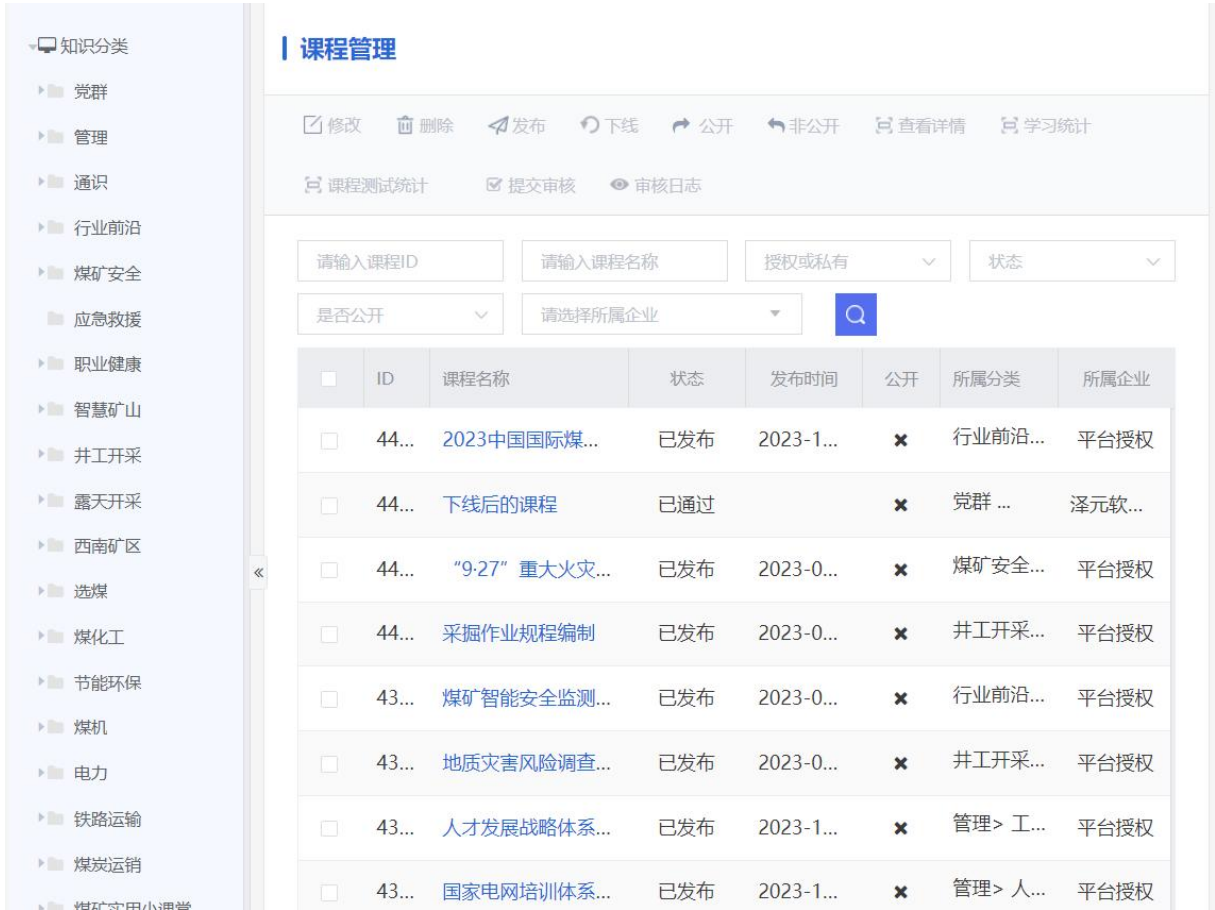 知识分类
党群
管理
通识
行业前沿
煤矿安全
应急救援
职业健康
智慧矿山
井工开采
露天开采
西南矿区
选煤
煤化工
节能环保
煤机
电力
铁路运输
煤炭运销
煤矿实用小课堂
课程管理
修改 删除 发布 下线 公开 非公开 查看详情 学习统计
课程测试统计 提交审核 审核日志
请输入课程ID 请输入课程名称 授权或私有 状态
是否公开 请选择所属企业
ID 课程名称 状态 发布时间 公开 所属分类 所属企业
44... 2023中国国际煤... 已发布 2023-1... 行业前沿... 平台授权
44... 下线后的课程 已通过 党群 ... 泽元软...
44... “9·27”重大火灾... 已发布 2023-0... 煤矿安全... 平台授权
44... 采掘作业规程编制 已发布 2023-0... 井工开采... 平台授权
43... 煤矿智能安全监测... 已发布 2023-0... 行业前沿... 平台授权
43... 地质灾害风险调查... 已发布 2023-0... 井工开采... 平台授权
43... 人才发展战略体系... 已发布 2023-1... 管理> 工... 平台授权
43... 国家电网培训体系... 已发布 2023-1... 管理> 人... 平台授权